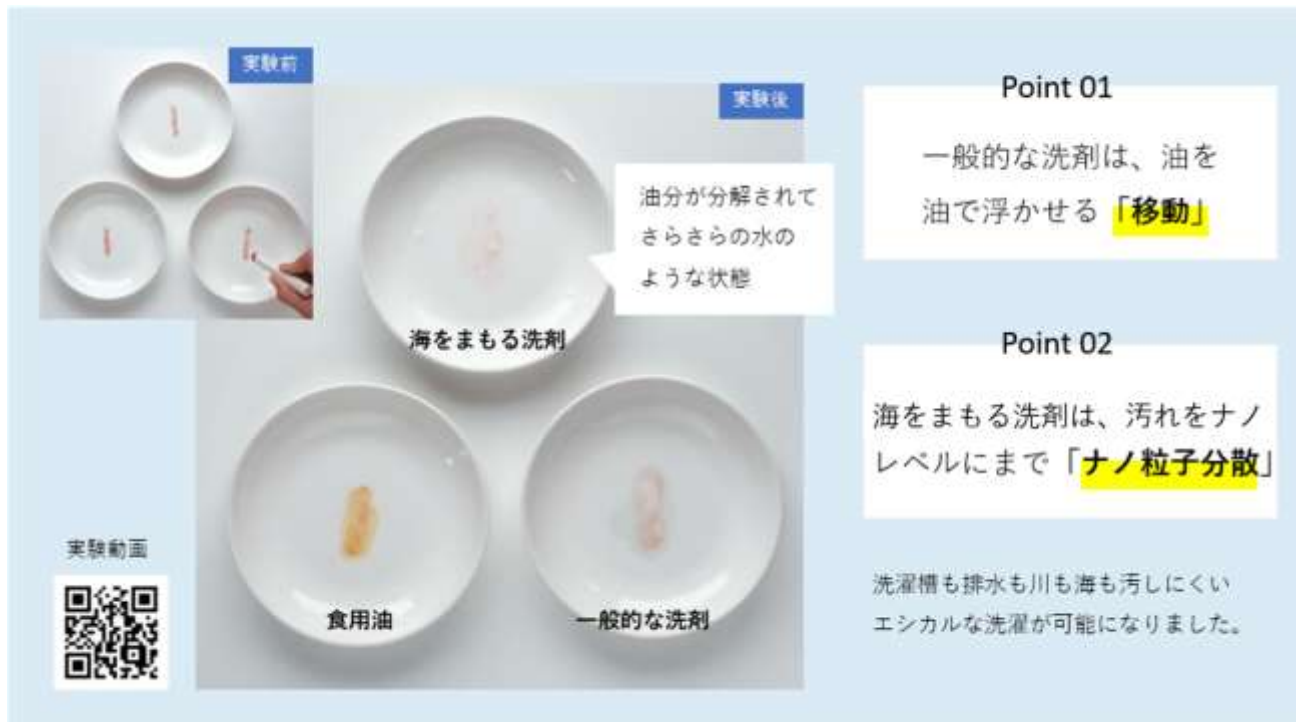 実験前
実験後
油分が分解されて
さらさらの水の
ような状態
海をまもる洗剤
食用油
一般的な洗剤
実験動画
Point 01
一般的な洗剤は、油を
油で浮かせる「移動」
Point 02
海をまもる洗剤は、汚れをナノ
レベルにまで「ナノ粒子分散」
洗濯槽も排水も川も海も汚しにくい
エシカルな洗濯が可能になりました。